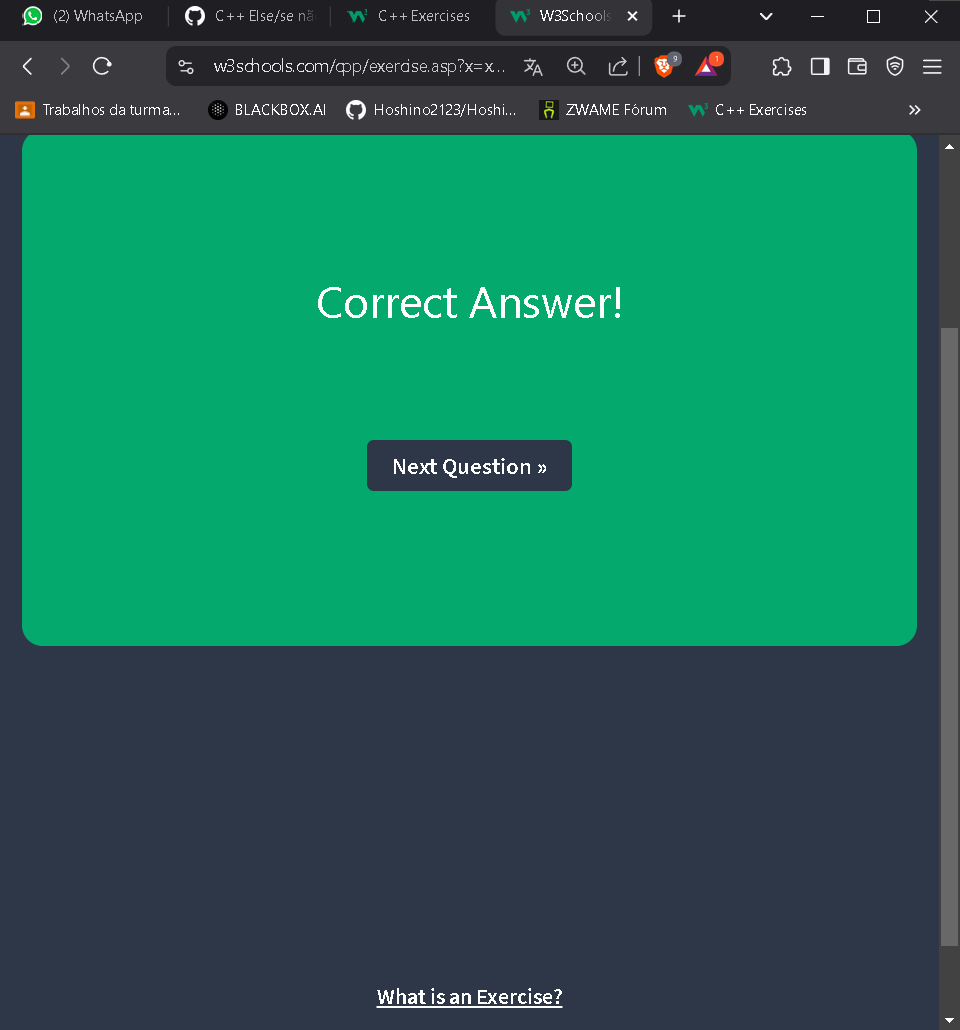 (2) WhatsApp
C++ Else/se nã
C++ Exercises
W3Schools
w3schools.com/cpp/exercise.asp?x=x...
9
1
Trabalhos da turma...
BLACKBOX.AI
Hoshino2123/Hoshi...
ZWAME Fórum
C++ Exercises
Correct Answer!
Next Question »
What is an Exercise?